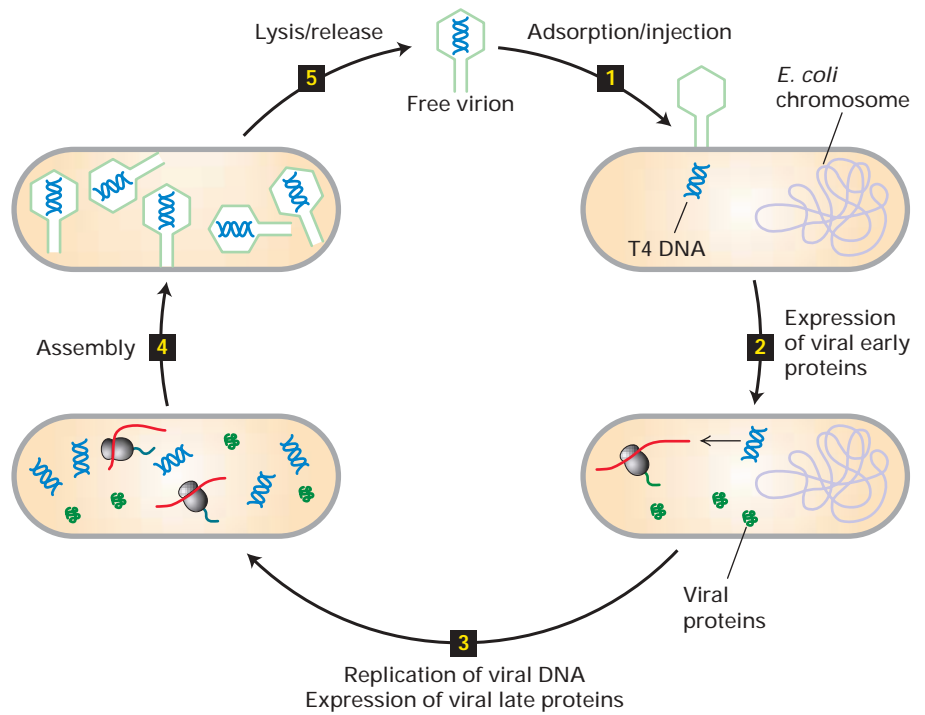 Lysis/release
5
Free virion
Adsorption/injection
1
E. coli
chromosome
T4 DNA
Expression
of viral early
proteins
2
Viral
proteins
3
Replication of viral DNA
Expression of viral late proteins
Assembly
4